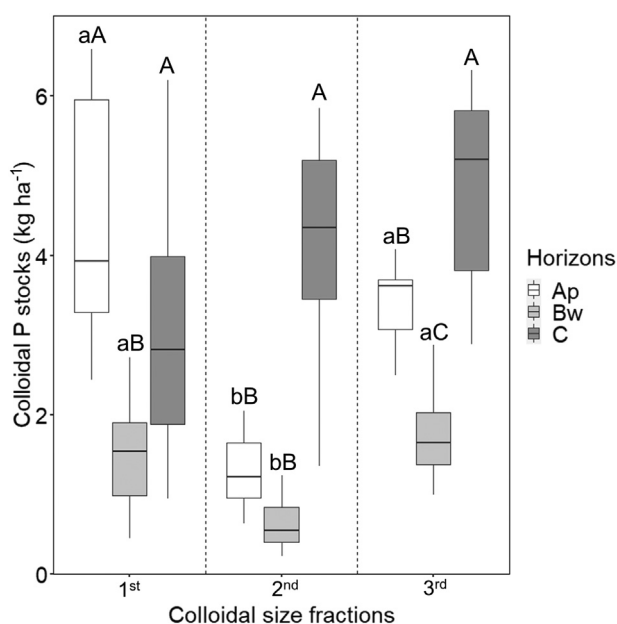 Colloidal P stocks (kg ha⁻¹)
6
4
2
0
aA
aB
A
bB
bB
A
aB
aC
A
1ˢᵗ
2ⁿᵈ
3ʳᵈ
Colloidal size fractions
Horizons
Ap
Bw
C